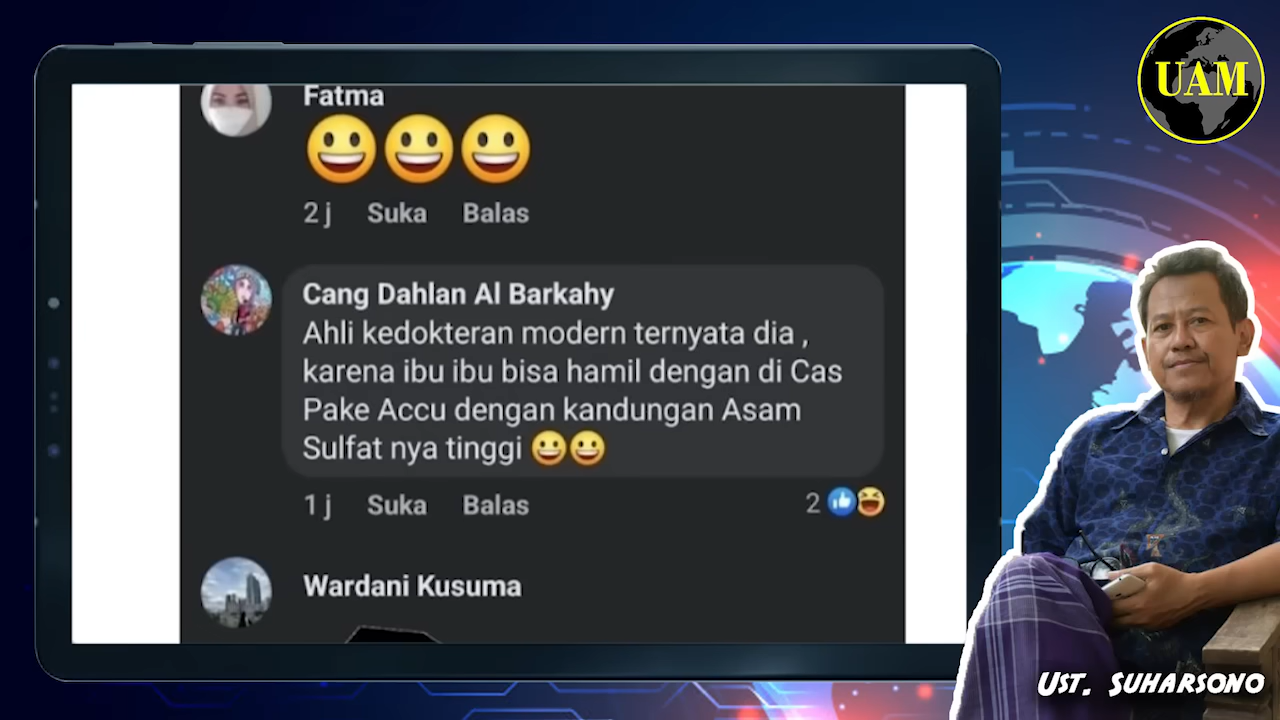 UAM
Fatma
2 j Suka Balas
Cang Dahlan Al Barkahy
Ahli kedokteran modern ternyata dia ,
karena ibu ibu bisa hamil dengan di Cas
Pake Accu dengan kandungan Asam
Sulfat nya tinggi 😀😀
1 j Suka Balas 2
Wardani Kusuma
Ust. Suharsono